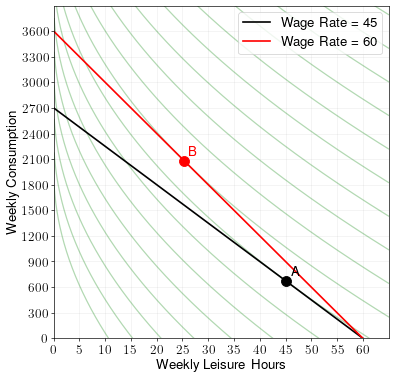 Wage Rate = 45
Wage Rate = 60
3600
3300
3000
2700
2400
2100
1800
1500
1200
900
600
300
0
B
A
0 5 10 15 20 25 30 35 40 45 50 55 60
Weekly Consumption
Weekly Leisure Hours